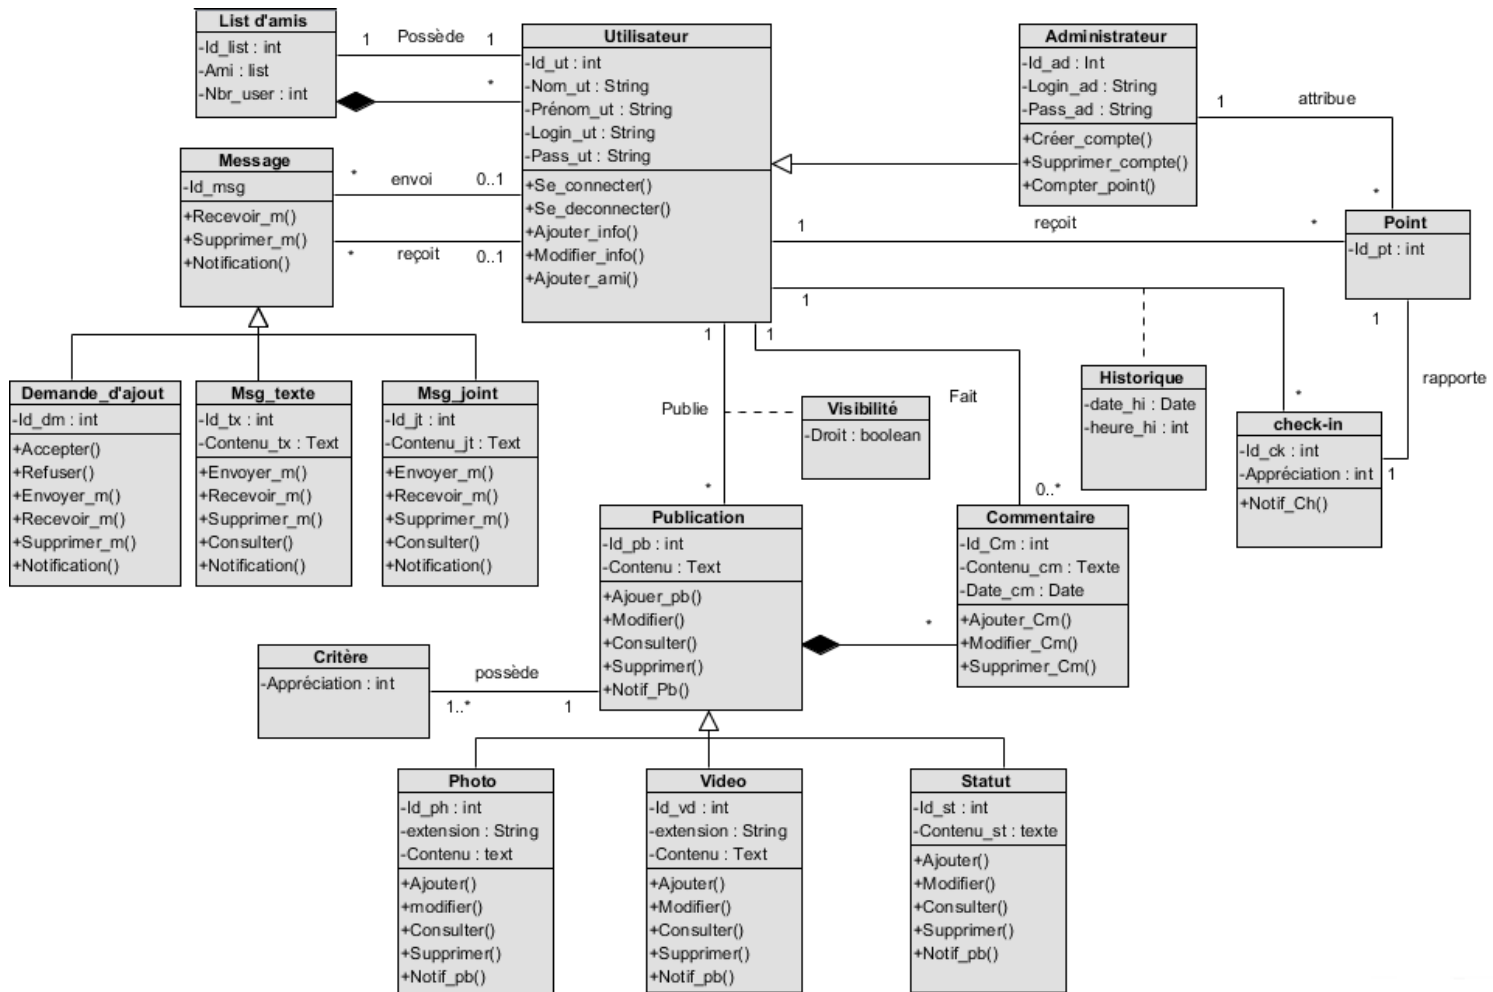 List d'amis
-Id_list : int
-Ami : list
-Nbr_user : int
1 Possède 1
*
Utilisateur
-Id_ut : int
-Nom_ut : String
-Prénom_ut : String
-Login_ut : String
-Pass_ut : String
+Se_connecter()
+Se_deconnecter()
+Ajouter_info()
+Modifier_info()
+Ajouter_ami()
Administrateur
-Id_ad : Int
-Login_ad : String
-Pass_ad : String
+Créer_compte()
+Supprimer_compte()
+Compter_point()
1 attribue
*
Message
-Id_msg
+Recevoir_m()
+Supprimer_m()
+Notification()
* envoi 0..1
* reçoit 0..1
1 reçoit *
Point
-Id_pt : int
1
rapporte
1
1
*
Historique
-date_hi : Date
-heure_hi : int
check-in
-Id_ck : int
-Appréciation : int
+Notif_Ch()
Demande_d'ajout
-Id_dm : int
+Accepter()
+Refuser()
+Envoyer_m()
+Recevoir_m()
+Supprimer_m()
+Notification()
Msg_texte
-Id_tx : int
-Contenu_tx : Text
+Envoyer_m()
+Recevoir_m()
+Supprimer_m()
+Consulter()
+Notification()
Msg_joint
-Id_jt : int
-Contenu_jt : Text
+Envoyer_m()
+Recevoir_m()
+Supprimer_m()
+Consulter()
+Notification()
1 1
Publie
*
Visibilité
-Droit : boolean
Fait
0..*
Publication
-Id_pb : int
-Contenu : Text
+Ajouer_pb()
+Modifier()
+Consulter()
+Supprimer()
+Notif_Pb()
*
Commentaire
-Id_Cm : int
-Contenu_cm : Texte
-Date_cm : Date
+Ajouter_Cm()
+Modifier_Cm()
+Supprimer_Cm()
Critère
-Appréciation : int
possède
1..* 1
Photo
-Id_ph : int
-extension : String
-Contenu : text
+Ajouter()
+modifier()
+Consulter()
+Supprimer()
+Notif_pb()
Video
-Id_vd : int
-extension : String
-Contenu : Text
+Ajouter()
+Modifier()
+Consulter()
+Supprimer()
+Notif_pb()
Statut
-Id_st : int
-Contenu_st : texte
+Ajouter()
+Modifier()
+Consulter()
+Supprimer()
+Notif_pb()